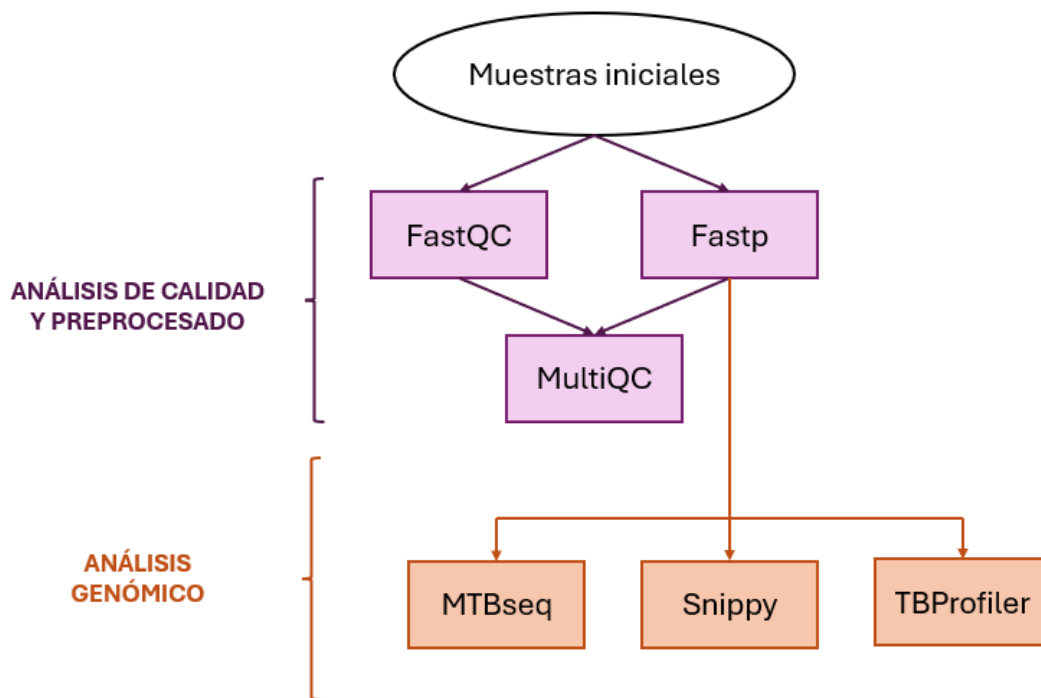 Muestras iniciales
FastQC
Fastp
ANÁLISIS DE CALIDAD
Y PREPROCESADO
MultiQC
ANÁLISIS
GENÓMICO
MTBseq
Snippy
TBProfiler